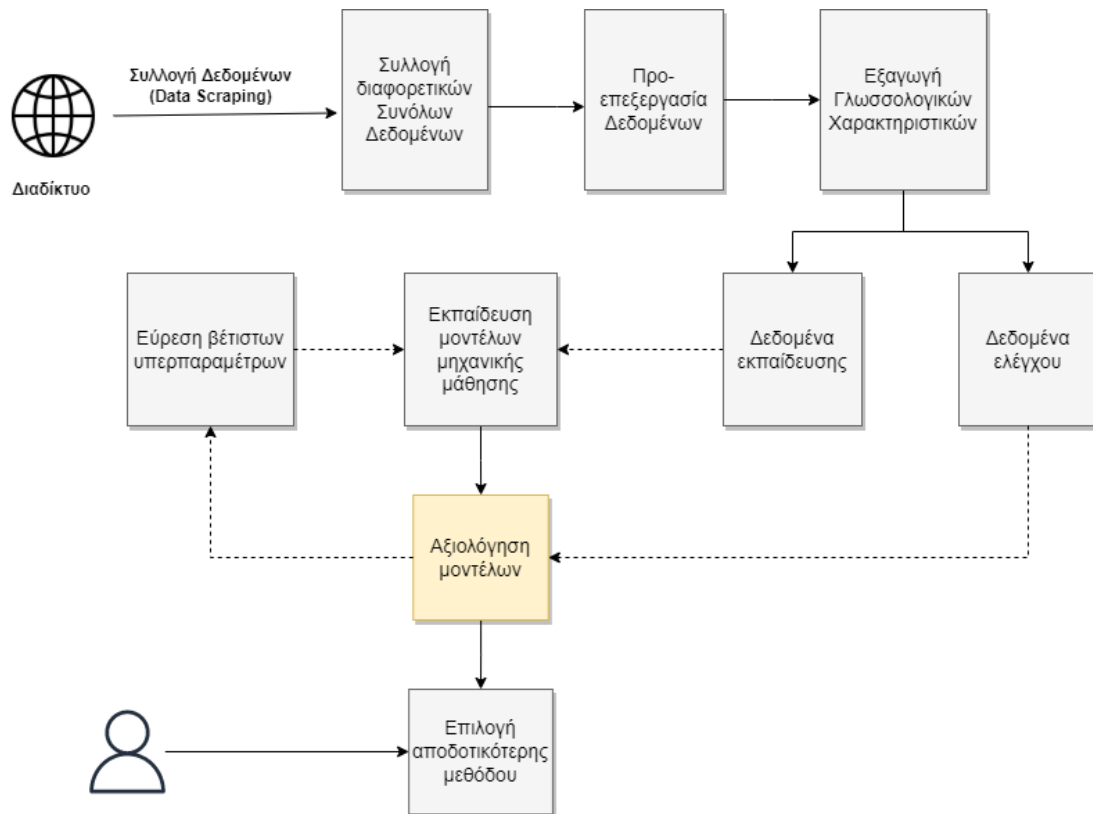 Συλλογή Δεδομένων
(Data Scraping)
Διαδίκτυο
Συλλογή
διαφορετικών
Συνόλων
Δεδομένων
Προ-
επεξεργασία
Δεδομένων
Εξαγωγή
Γλωσσολογικών
Χαρακτηριστικών
Εύρεση βέτιστων
υπερπαραμέτρων
Εκπαίδευση
μοντέλων
μηχανικής
μάθησης
Δεδομένα
εκπαίδευσης
Δεδομένα
ελέγχου
Αξιολόγηση
μοντέλων
Επιλογή
αποδοτικότερης
μεθόδου